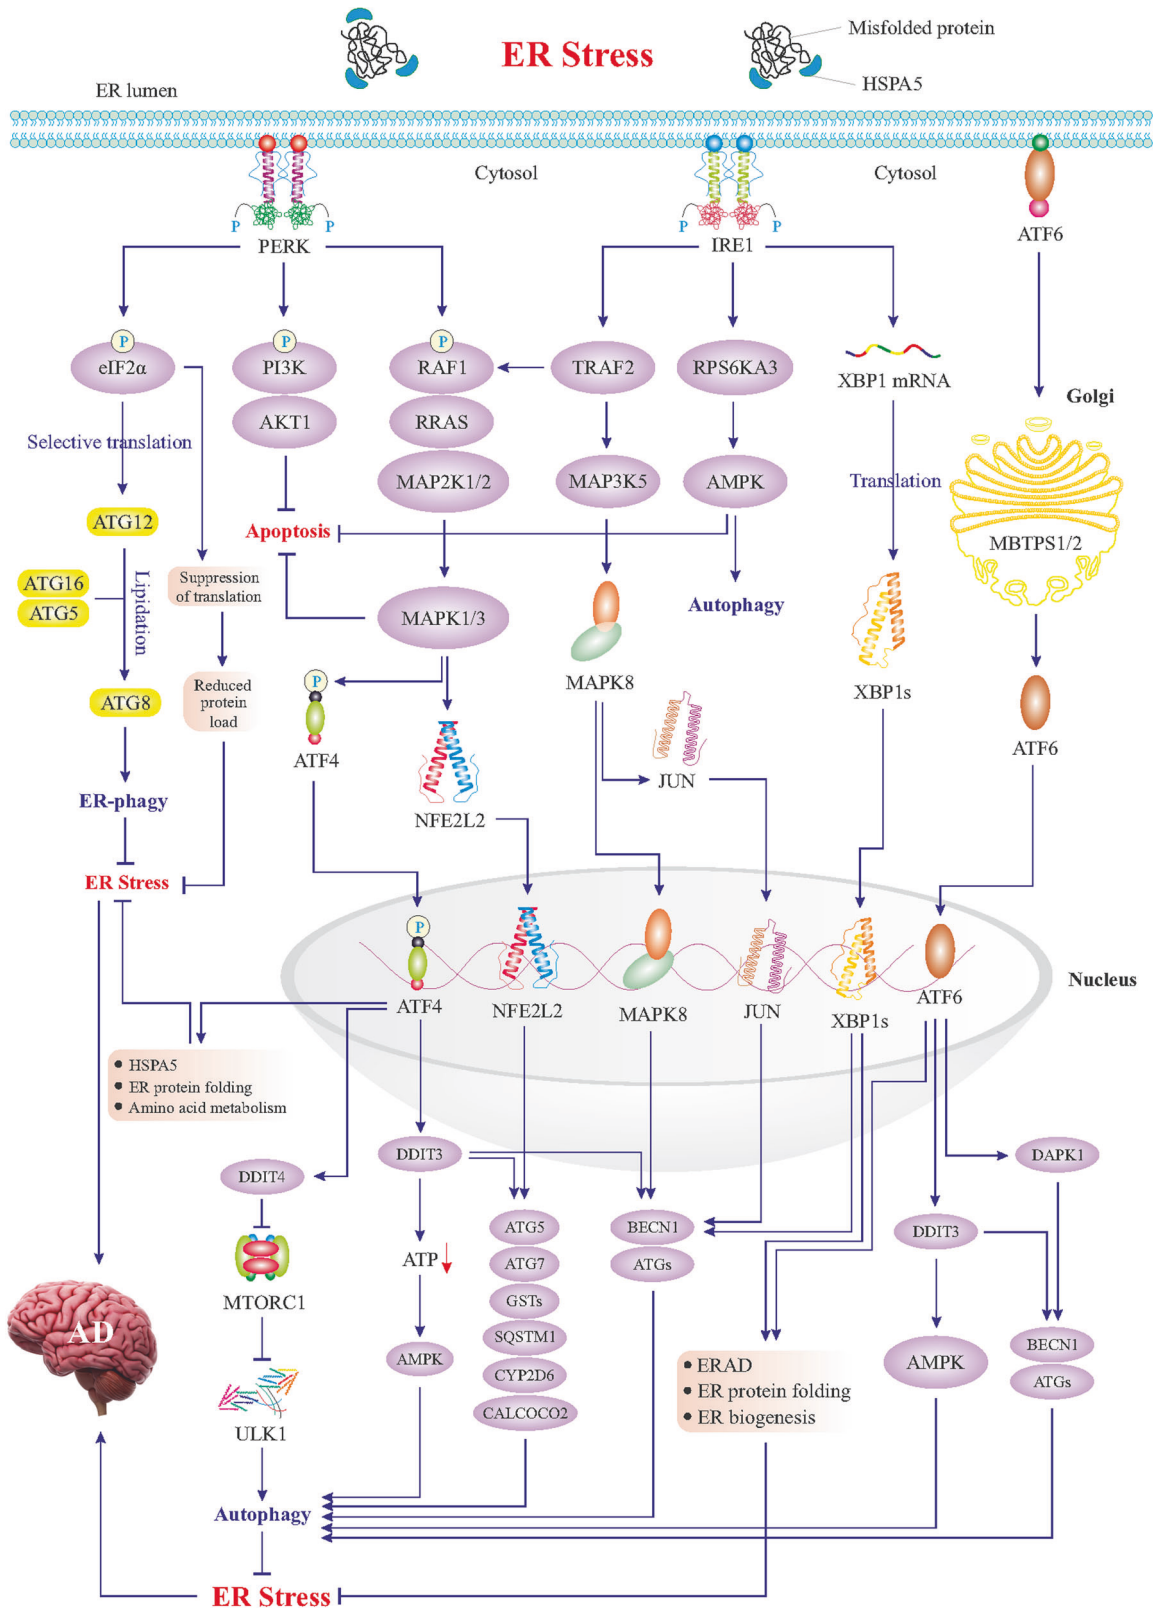 Misfolded protein
ER Stress
HSPA5
ER lumen
Cytosol
Cytosol
P
P
P
P
PERK
IRE1
ATF6
P
P
P
eIF2α
PI3K
RAF1
TRAF2
RPS6KA3
XBP1 mRNA
Golgi
AKT1
RRAS
Selective translation
MAP2K1/2
MAP3K5
AMPK
Translation
ATG12
Apoptosis
MBTPS1/2
ATG16
ATG5
Lipidation
Suppression
of translation
Autophagy
MAPK1/3
P
MAPK8
XBP1s
ATG8
Reduced
protein
load
ATF4
ATF6
JUN
ER-phagy
NFE2L2
ER Stress
P
Nucleus
ATF4
NFE2L2
MAPK8
JUN
XBP1s
ATF6
HSPA5
ER protein folding
Amino acid metabolism
DDIT4
DDIT3
DAPK1
ATG5
BECN1
DDIT3
ATP
ATG7
ATGs
MTORC1
GSTs
AD
SQSTM1
BECN1
AMPK
CYP2D6
ERAD
ER protein folding
ER biogenesis
AMPK
ATGs
CALCOCO2
ULK1
Autophagy
ER Stress